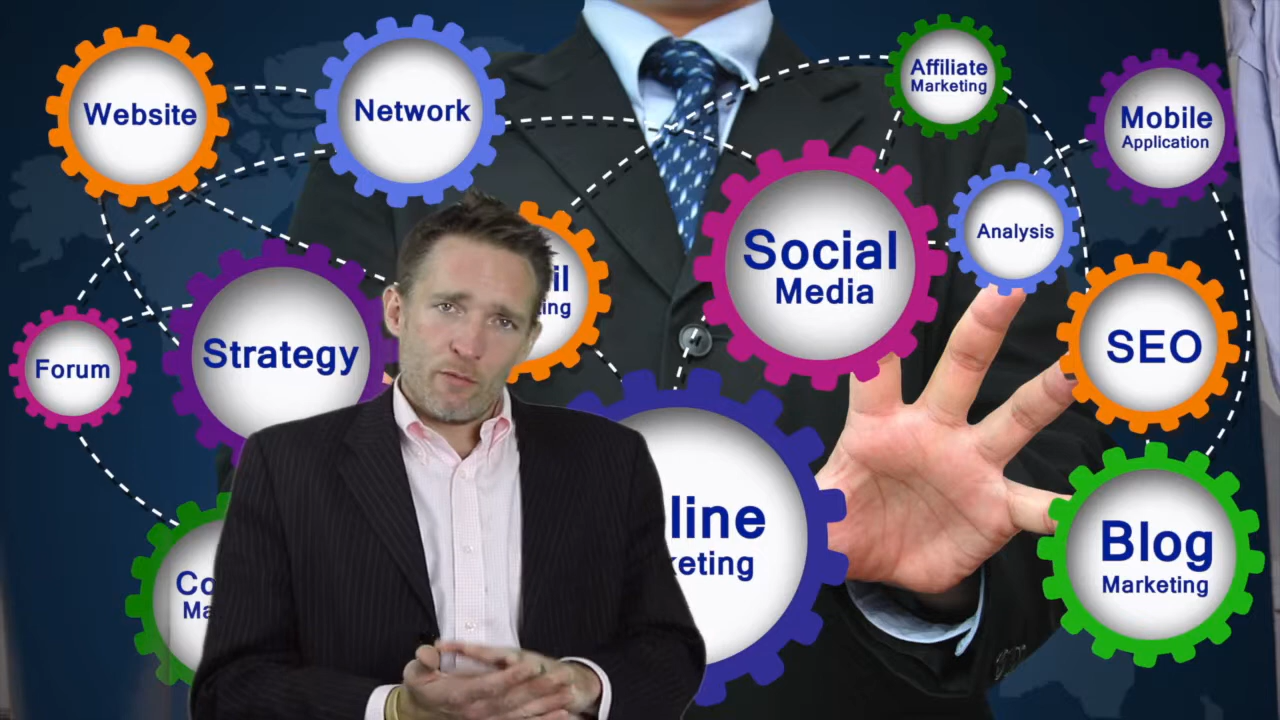 Website
Network
Affiliate
Marketing
Mobile
Application
Social
Media
Analysis
Strategy
Forum
SEO
Blog
Marketing